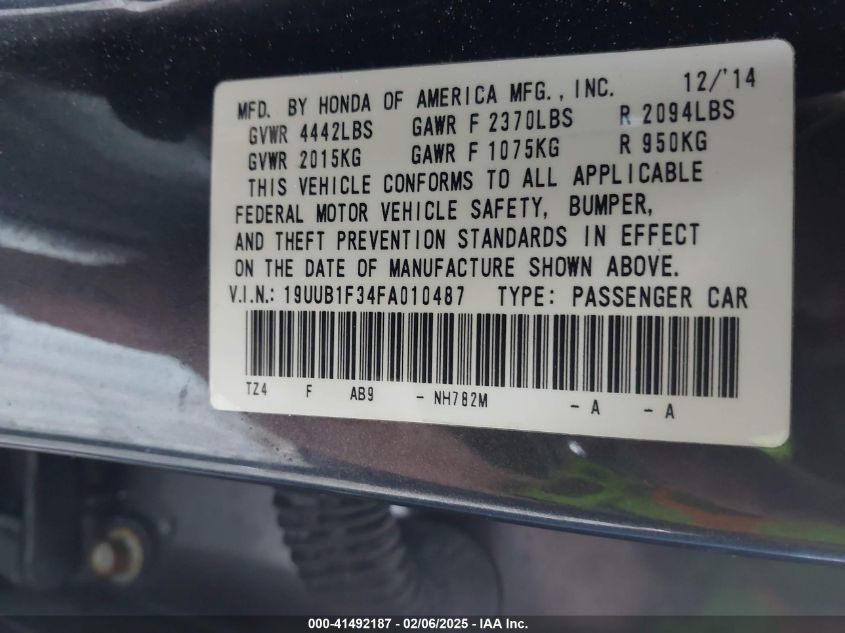 MFD. BY HONDA OF AMERICA MFG., INC. 12/'14
GVWR 4442LBS GAWR F 2370LBS R 2094LBS
GVWR 2015KG GAWR F 1075KG R 950KG
THIS VEHICLE CONFORMS TO ALL APPLICABLE
FEDERAL MOTOR VEHICLE SAFETY, BUMPER,
AND THEFT PREVENTION STANDARDS IN EFFECT
ON THE DATE OF MANUFACTURE SHOWN ABOVE.
V.I.N.: 19UUB1F34FA010487 TYPE: PASSENGER CAR
TZ4 F AB9 - NH782M - A - A
000-41492187 - 02/06/2025 - IAA Inc.